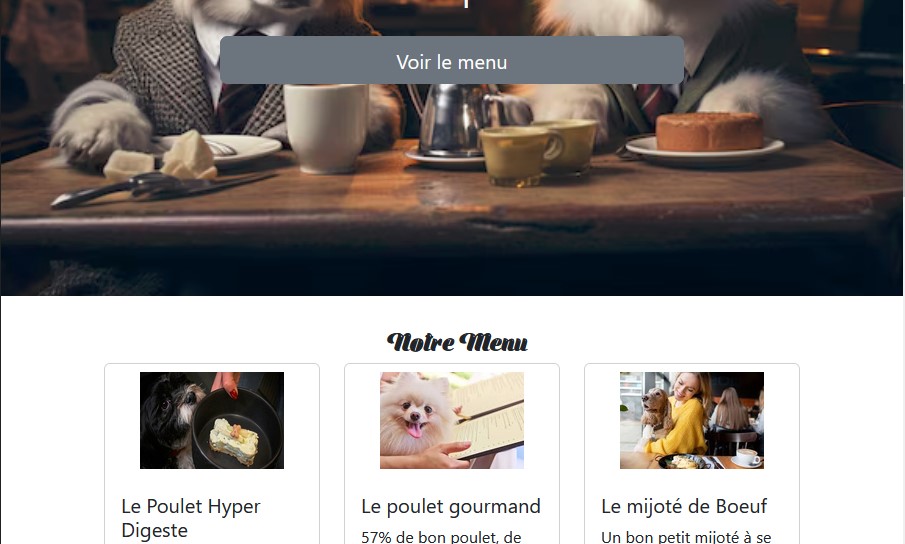 Voir le menu
Notre Menu
Le Poulet Hyper
Digeste
Le poulet gourmand
57% de bon poulet, de
Le mijoté de Boeuf
Un bon petit mijoté à se